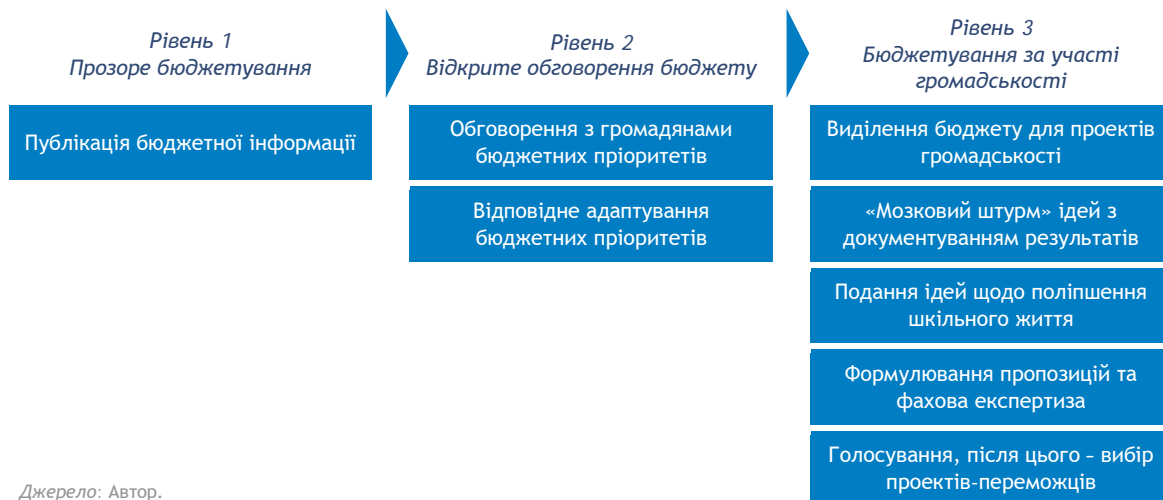 Рівень 1
Прозоре бюджетування
Публікація бюджетної інформації
Рівень 2
Відкрите обговорення бюджету
Обговорення з громадянами
бюджетних пріоритетів
Відповідне адаптування
бюджетних пріоритетів
Рівень 3
Бюджетування за участі
громадськості
Виділення бюджету для проектів
громадськості
«Мозковий штурм» ідей з
документуванням результатів
Подання ідей щодо поліпшення
шкільного життя
Формулювання пропозицій та
фахова експертиза
Голосування, після цього – вибір
проектів-переможців
Джерело: Автор.